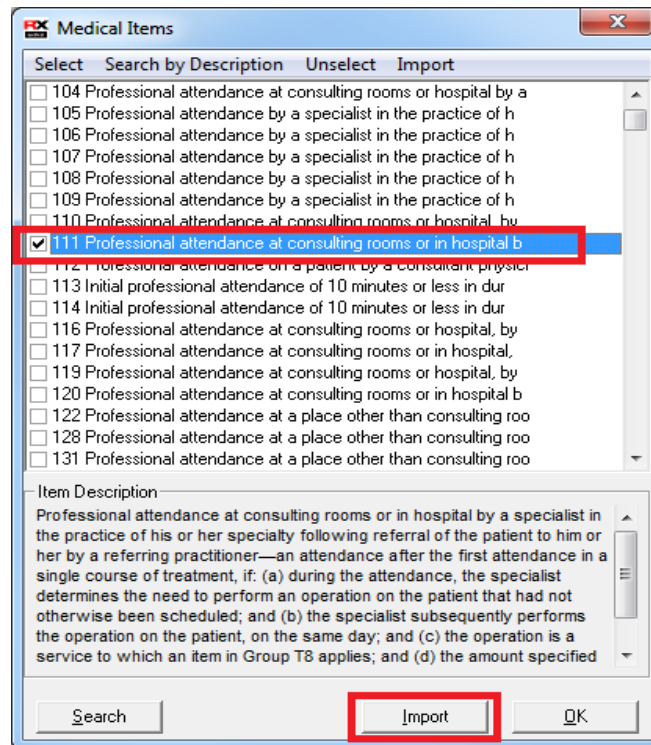 RX Medical Items
Select Search by Description Unselect Import
104 Professional attendance at consulting rooms or hospital by a
105 Professional attendance by a specialist in the practice of h
106 Professional attendance by a specialist in the practice of h
107 Professional attendance by a specialist in the practice of h
108 Professional attendance by a specialist in the practice of h
109 Professional attendance by a specialist in the practice of h
110 Professional attendance at consulting rooms or hospital, by
111 Professional attendance at consulting rooms or in hospital b
112 Professional attendance on a patient by a consultant physici
113 Initial professional attendance of 10 minutes or less in dur
114 Initial professional attendance of 10 minutes or less in dur
116 Professional attendance at consulting rooms or hospital, by
117 Professional attendance at consulting rooms or in hospital,
119 Professional attendance at consulting rooms or hospital, by
120 Professional attendance at consulting rooms or in hospital b
122 Professional attendance at a place other than consulting roo
128 Professional attendance at a place other than consulting roo
131 Professional attendance at a place other than consulting roo
Item Description
Professional attendance at consulting rooms or in hospital by a specialist in
the practice of his or her specialty following referral of the patient to him or
her by a referring practitioner—an attendance after the first attendance in a
single course of treatment, if: (a) during the attendance, the specialist
determines the need to perform an operation on the patient that had not
otherwise been scheduled; and (b) the specialist subsequently performs
the operation on the patient, on the same day; and (c) the operation is a
service to which an item in Group T8 applies; and (d) the amount specified
Search Import OK